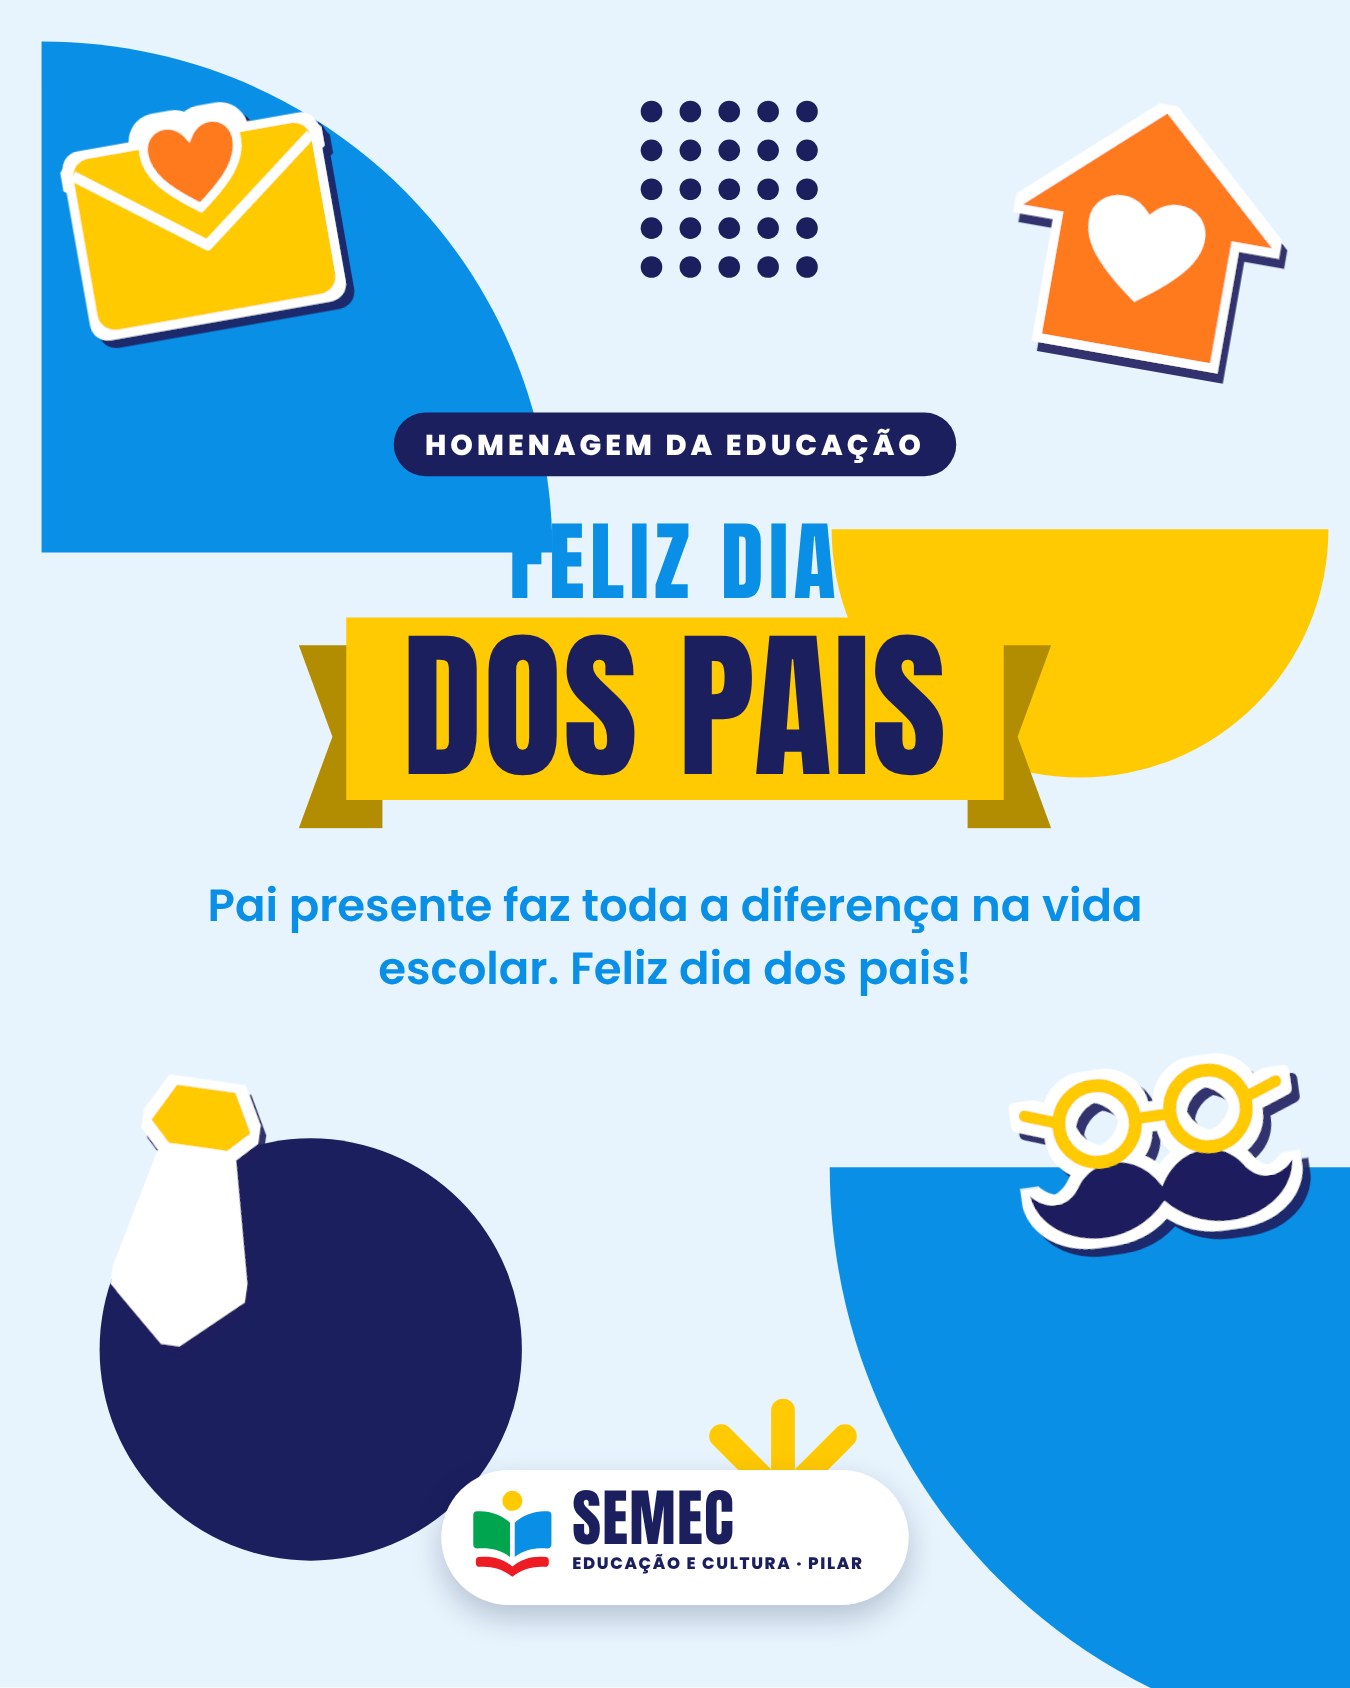 HOMENAGEM DA EDUCAÇÃO
FELIZ DIA
DOS PAIS
Pai presente faz toda a diferença na vida
escolar. Feliz dia dos pais!
SEMEC
EDUCAÇÃO E CULTURA · PILAR